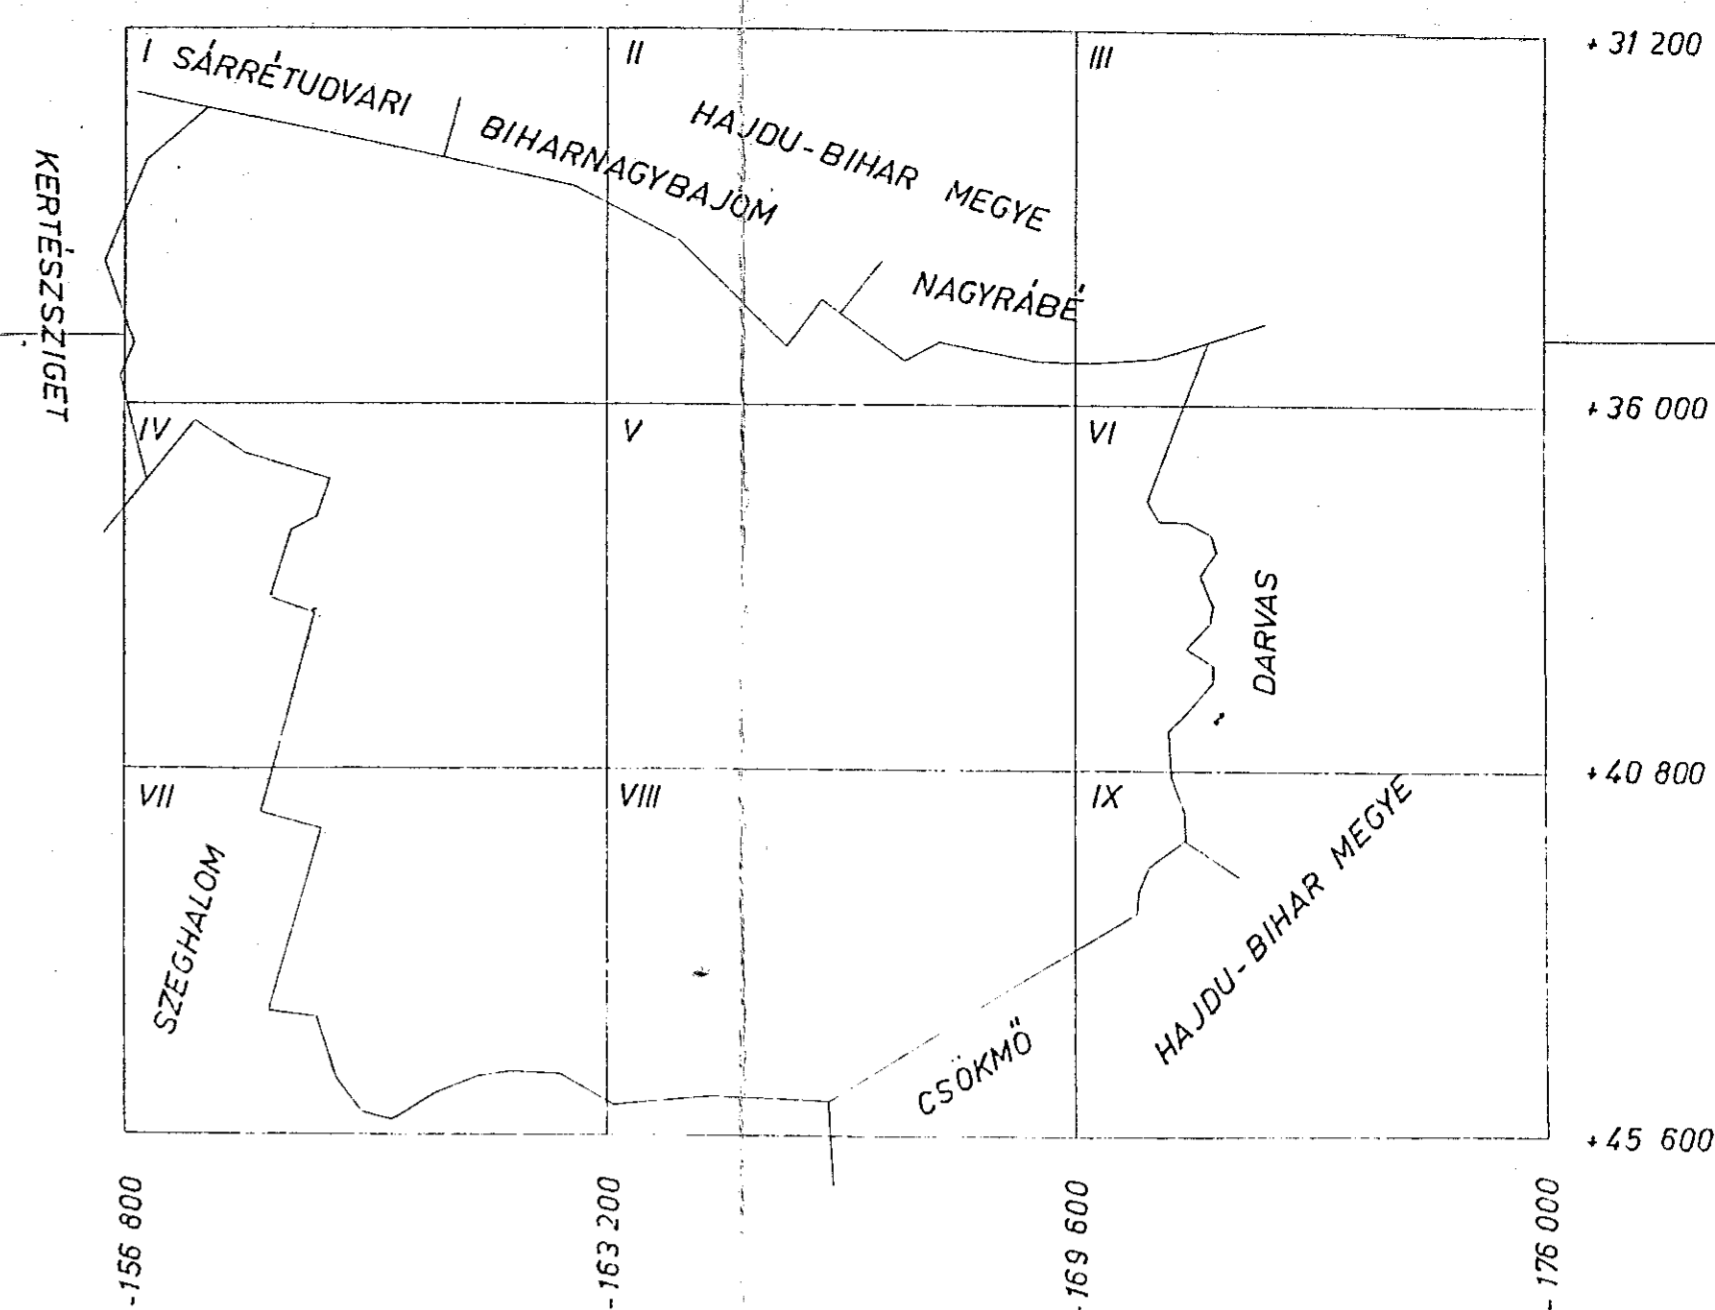 I SÁRRÉTUDVARI
II
III
+31 200
BIHARNAGYBAJOM
HAJDU-BIHAR MEGYE
KERTÉSZSZIGET
NAGYRÁBÉ
IV
V
VI
+36 000
DARVAS
VII
VIII
IX
+40 800
SZEGHALOM
HAJDU-BIHAR MEGYE
CSÖKMŐ
+45 600
-156 800
-163 200
-169 600
-176 000